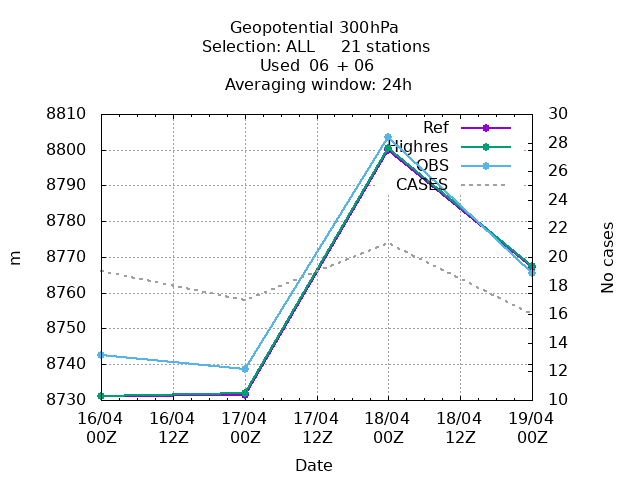 Geopotential 300hPa
Selection: ALL 21 stations
Used 06 + 06
Averaging window: 24h
8810
8800
8790
8780
8770
8760
8750
8740
8730
m
30
28
26
24
22
20
18
16
14
12
10
No cases
Ref
Highres
OBS
CASES
16/04 00Z
16/04 12Z
17/04 00Z
17/04 12Z
18/04 00Z
18/04 12Z
19/04 00Z
Date